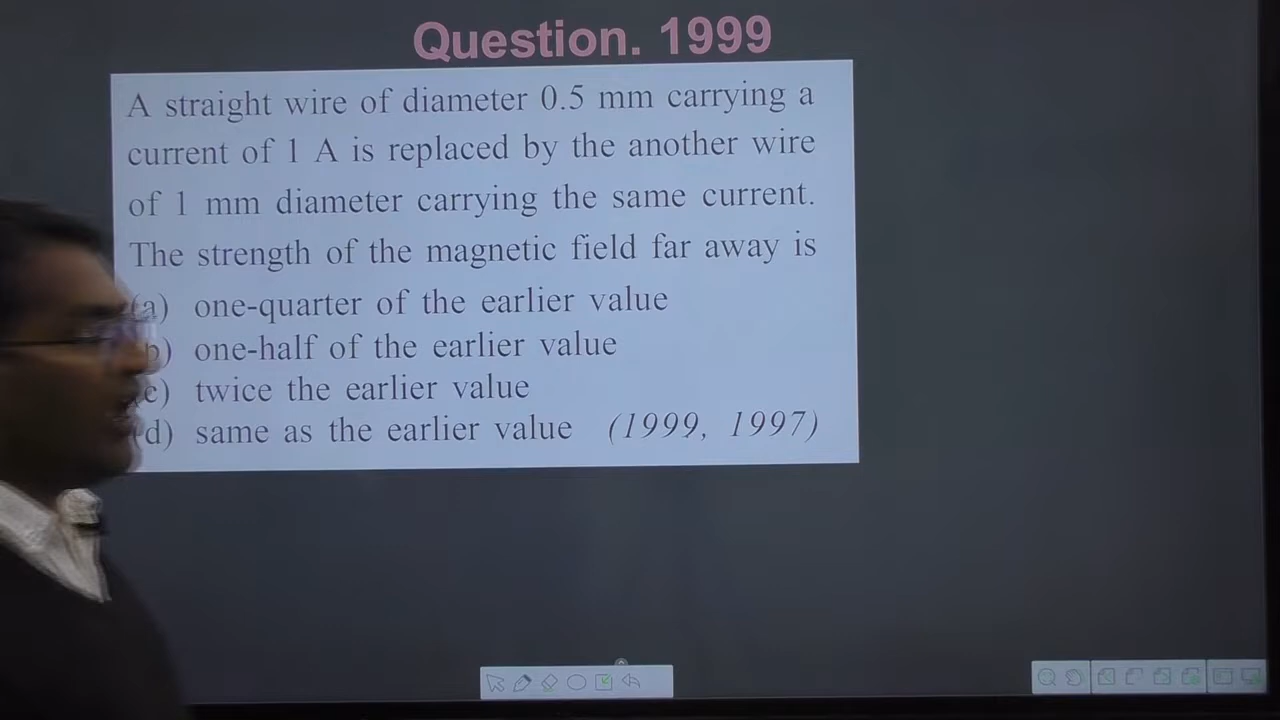 Question. 1999
A straight wire of diameter 0.5 mm carrying a
current of 1 A is replaced by the another wire
of 1 mm diameter carrying the same current.
The strength of the magnetic field far away is
(a) one-quarter of the earlier value
b) one-half of the earlier value
c) twice the earlier value
(d) same as the earlier value (1999, 1997)